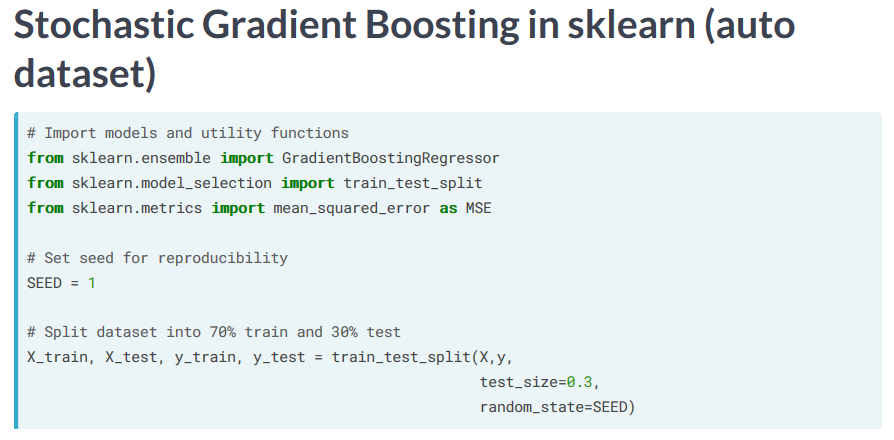 Stochastic Gradient Boosting in sklearn (auto
dataset)
# Import models and utility functions
from sklearn.ensemble import GradientBoostingRegressor
from sklearn.model_selection import train_test_split
from sklearn.metrics import mean_squared_error as MSE
# Set seed for reproducibility
SEED = 1
# Split dataset into 70% train and 30% test
X_train, X_test, y_train, y_test = train_test_split(X,y,
test_size=0.3,
random_state=SEED)